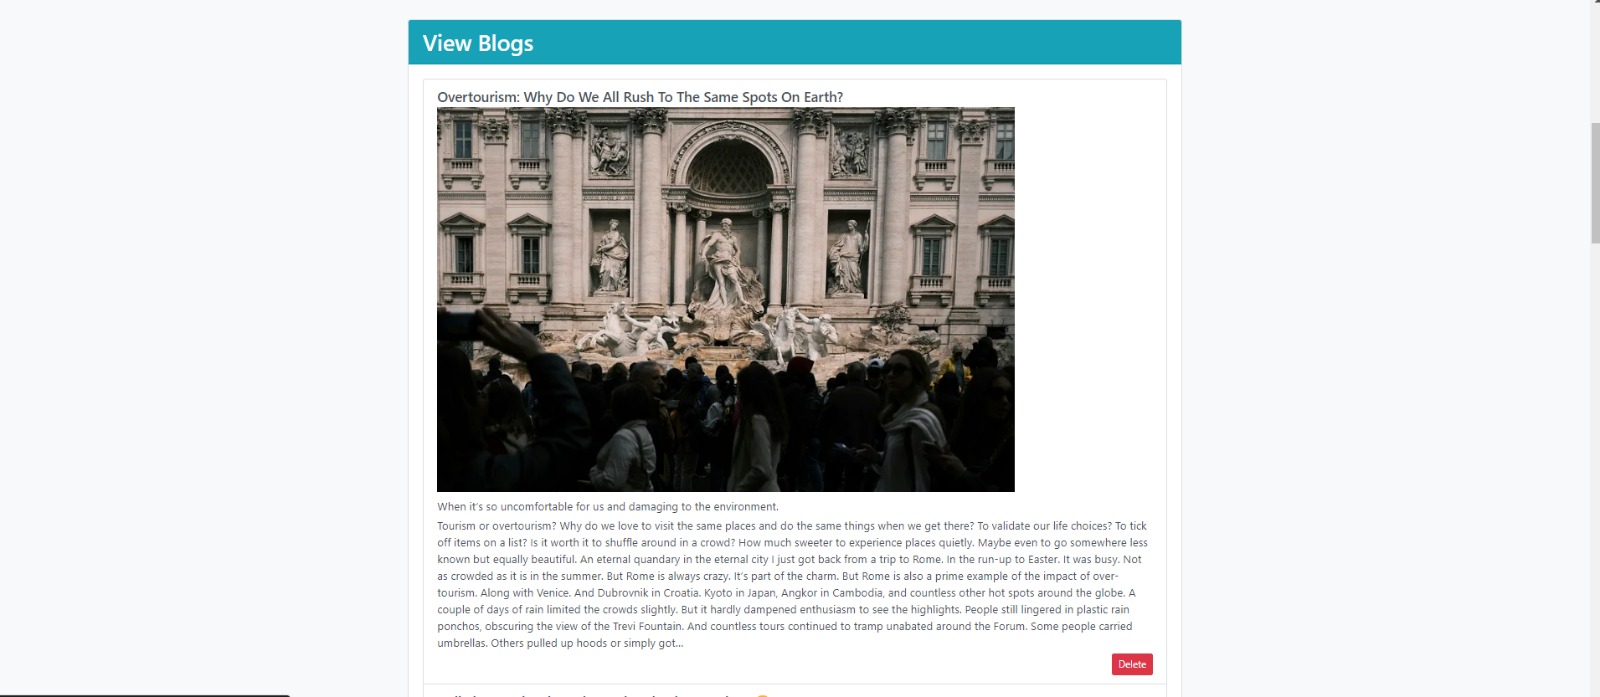 View Blogs
Overtourism: Why Do We All Rush To The Same Spots On Earth?
When it's so uncomfortable for us and damaging to the environment.
Tourism or overtourism? Why do we love to visit the same places and do the same things when we get there? To validate our life choices? To tick
off items on a list? Is it worth it to shuffle around in a crowd? How much sweeter to experience places quietly. Maybe even to go somewhere less
known but equally beautiful. An eternal quandary in the eternal city I just got back from a trip to Rome. In the run-up to Easter. It was busy. Not
as crowded as it is in the summer. But Rome is always crazy. It's part of the charm. But Rome is also a prime example of the impact of over-
tourism. Along with Venice. And Dubrovnik in Croatia. Kyoto in Japan, Angkor in Cambodia, and countless other hot spots around the globe. A
couple of days of rain limited the crowds slightly. But it hardly dampened enthusiasm to see the highlights. People still lingered in plastic rain
ponchos, obscuring the view of the Trevi Fountain. And countless tours continued to tramp unabated around the Forum. Some people carried
umbrellas. Others pulled up hoods or simply got...
Delete